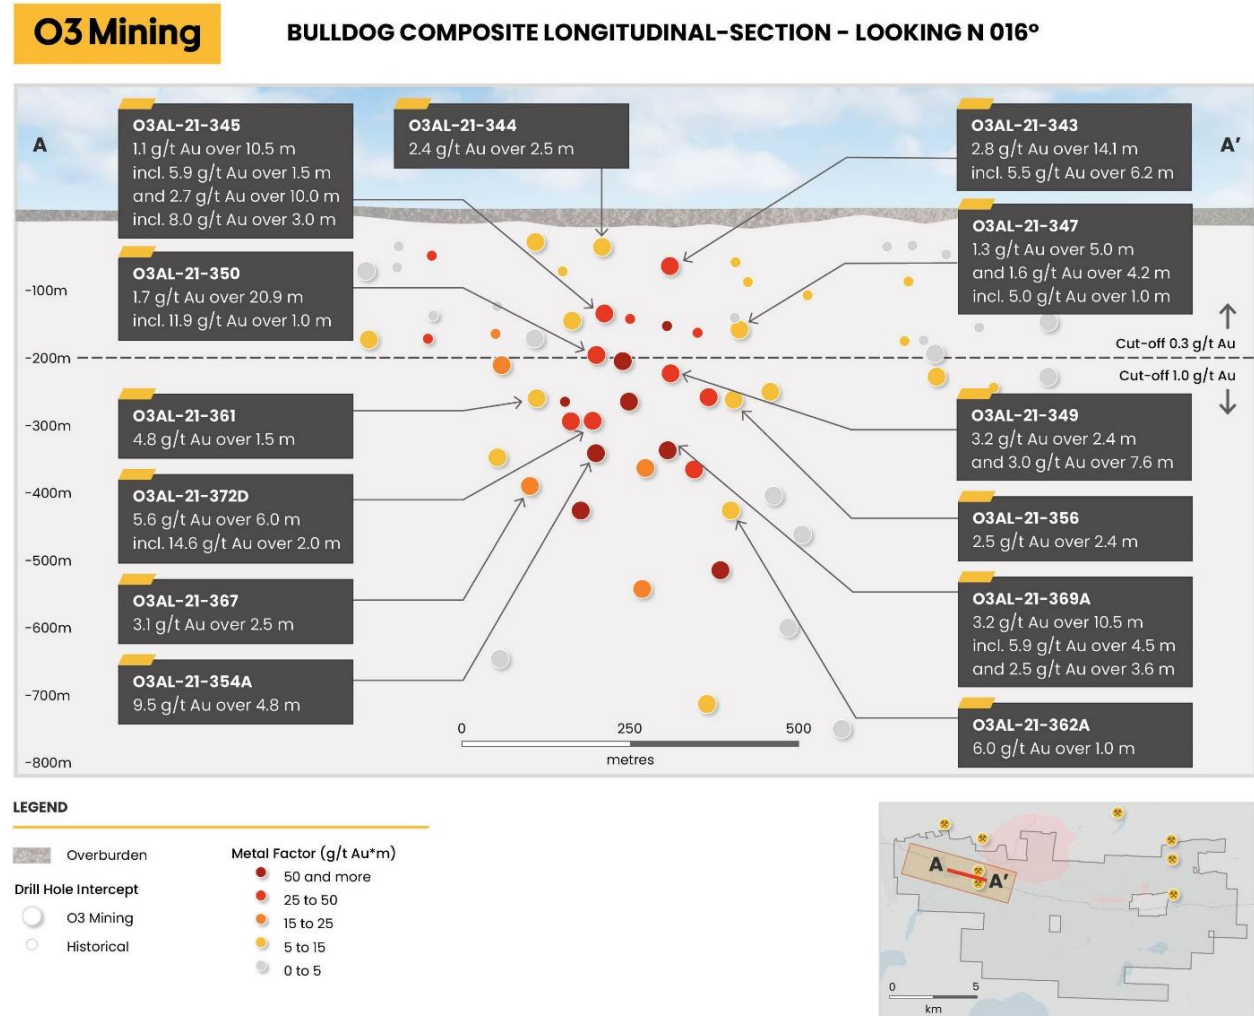 O3 Mining
BULLDOG COMPOSITE LONGITUDINAL-SECTION - LOOKING N 016°
A
A'
O3AL-21-345
1.1 g/t Au over 10.5 m
incl. 5.9 g/t Au over 1.5 m
and 2.7 g/t Au over 10.0 m
incl. 8.0 g/t Au over 3.0 m
O3AL-21-344
2.4 g/t Au over 2.5 m
O3AL-21-343
2.8 g/t Au over 14.1 m
incl. 5.5 g/t Au over 6.2 m
O3AL-21-347
1.3 g/t Au over 5.0 m
and 1.6 g/t Au over 4.2 m
incl. 5.0 g/t Au over 1.0 m
O3AL-21-350
1.7 g/t Au over 20.9 m
incl. 11.9 g/t Au over 1.0 m
-100m
-200m
-300m
-400m
-500m
-600m
-700m
-800m
Cut-off 0.3 g/t Au
Cut-off 1.0 g/t Au
O3AL-21-361
4.8 g/t Au over 1.5 m
O3AL-21-372D
5.6 g/t Au over 6.0 m
incl. 14.6 g/t Au over 2.0 m
O3AL-21-367
3.1 g/t Au over 2.5 m
O3AL-21-354A
9.5 g/t Au over 4.8 m
O3AL-21-349
3.2 g/t Au over 2.4 m
and 3.0 g/t Au over 7.6 m
O3AL-21-356
2.5 g/t Au over 2.4 m
O3AL-21-369A
3.2 g/t Au over 10.5 m
incl. 5.9 g/t Au over 4.5 m
and 2.5 g/t Au over 3.6 m
O3AL-21-362A
6.0 g/t Au over 1.0 m
0 250 500
metres
LEGEND
Overburden
Drill Hole Intercept
O3 Mining
Historical
Metal Factor (g/t Au*m)
50 and more
25 to 50
15 to 25
5 to 15
0 to 5
A
A'
0 5
km